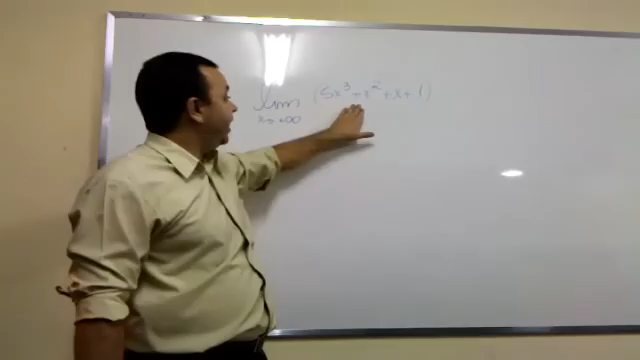 lim (5x³ + x² + x + 1)
x→+∞